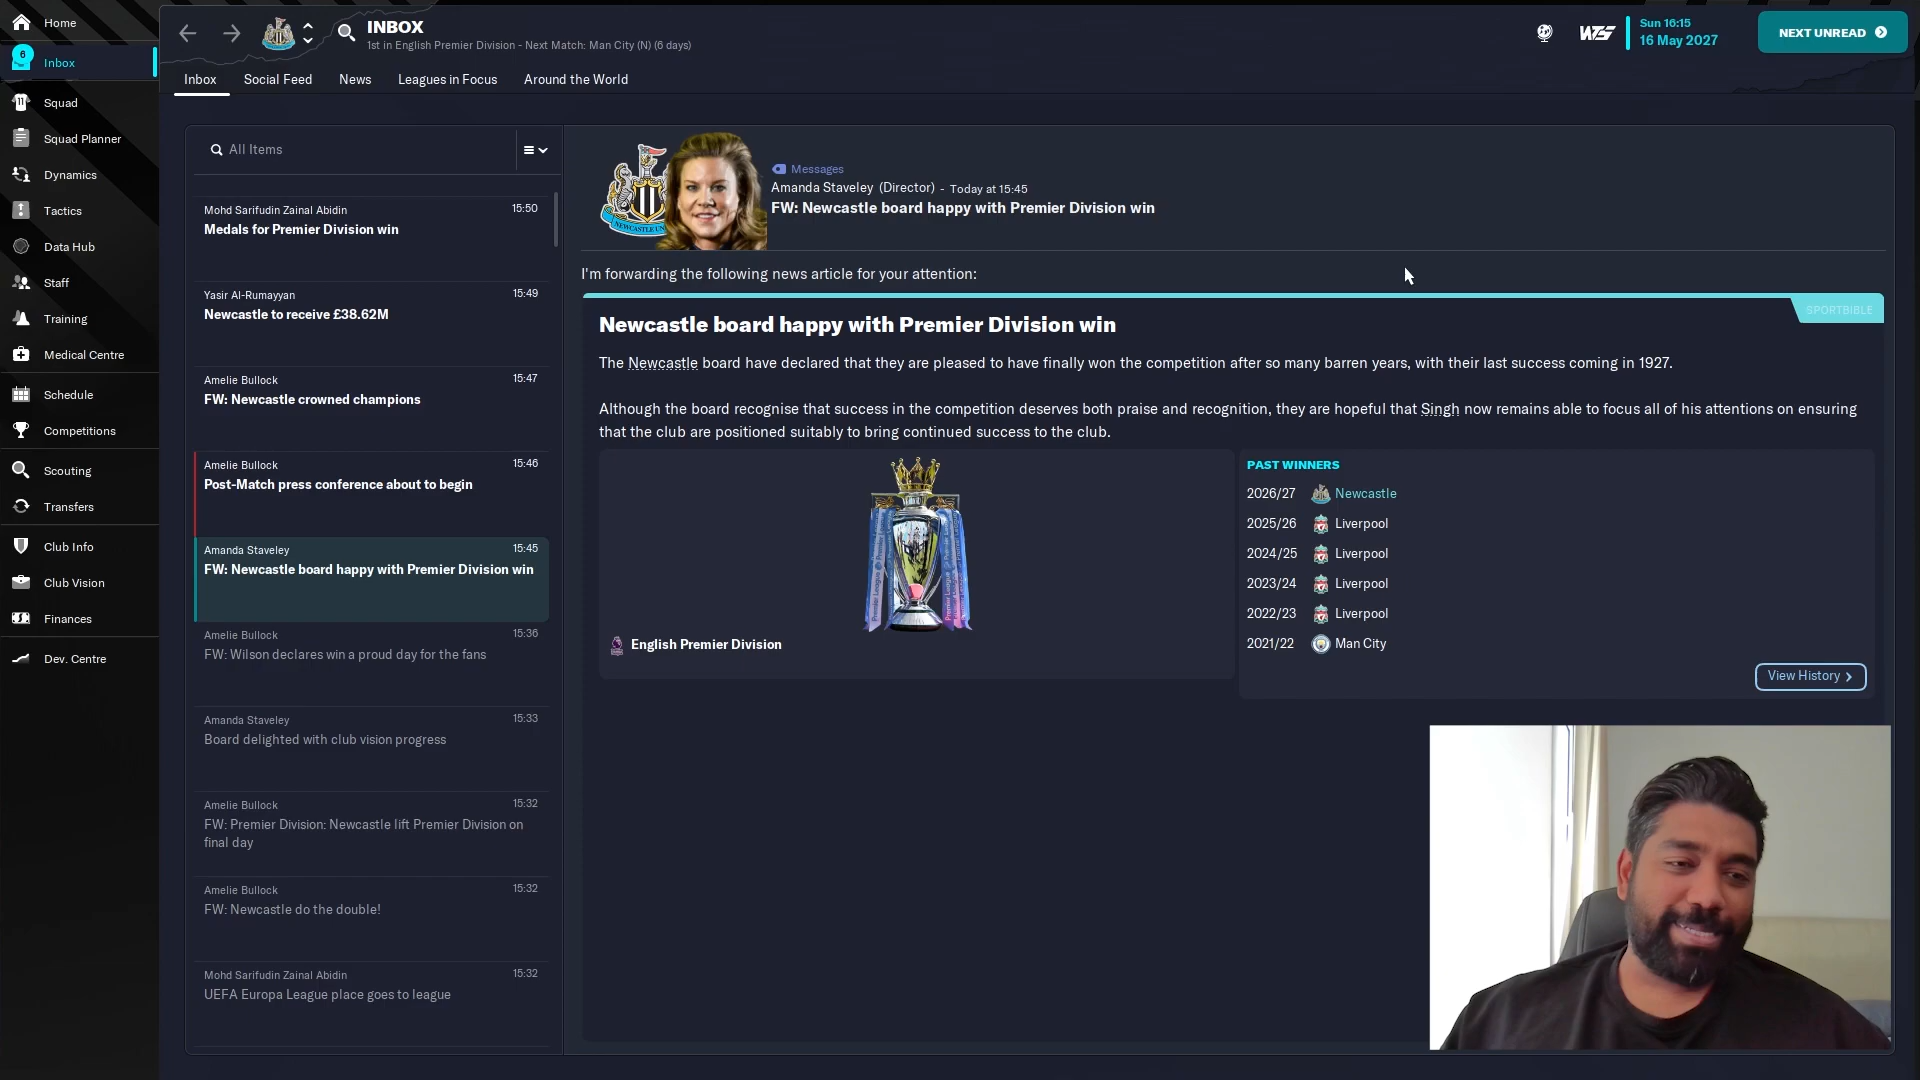 Home
6
Inbox
Squad
Squad Planner
Dynamics
Tactics
Data Hub
Staff
Training
Medical Centre
Schedule
Competitions
Scouting
Transfers
Club Info
Club Vision
Finances
Dev. Centre
INBOX
1st in English Premier Division - Next Match: Man City (N) (6 days)
Sun 16:15
16 May 2027
NEXT UNREAD
Inbox Social Feed News Leagues in Focus Around the World
All Items
Mohd Sarifudin Zainal Abidin 15:50
Medals for Premier Division win
Yasir Al-Rumayyan 15:49
Newcastle to receive £38.62M
Amelie Bullock 15:47
FW: Newcastle crowned champions
Amelie Bullock 15:46
Post-Match press conference about to begin
Amanda Staveley 15:45
FW: Newcastle board happy with Premier Division win
Amelie Bullock 15:36
FW: Wilson declares win a proud day for the fans
Amanda Staveley 15:33
Board delighted with club vision progress
Amelie Bullock 15:32
FW: Premier Division: Newcastle lift Premier Division on
final day
Amelie Bullock 15:32
FW: Newcastle do the double!
Mohd Sarifudin Zainal Abidin 15:32
UEFA Europa League place goes to league
Messages
Amanda Staveley (Director) - Today at 15:45
FW: Newcastle board happy with Premier Division win
I'm forwarding the following news article for your attention:
SPORTBIBLE
Newcastle board happy with Premier Division win
The Newcastle board have declared that they are pleased to have finally won the competition after so many barren years, with their last success coming in 1927.
Although the board recognise that success in the competition deserves both praise and recognition, they are hopeful that Singh now remains able to focus all of his attentions on ensuring
that the club are positioned suitably to bring continued success to the club.
English Premier Division
PAST WINNERS
2026/27 Newcastle
2025/26 Liverpool
2024/25 Liverpool
2023/24 Liverpool
2022/23 Liverpool
2021/22 Man City
View History